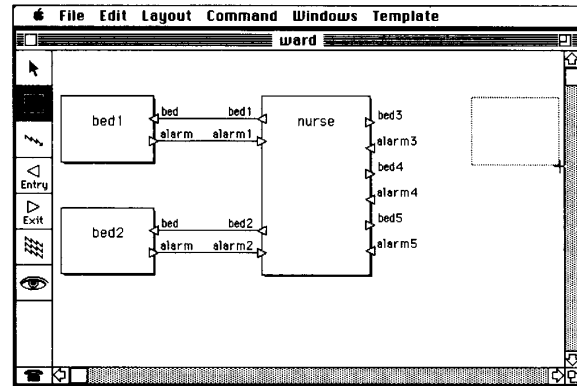 File Edit Layout Command Windows Template
ward
bed1
bed
bed1
alarm
alarm1
nurse
bed3
alarm3
bed4
alarm4
bed5
alarm5
bed2
bed
bed2
alarm
alarm2
Entry
Exit